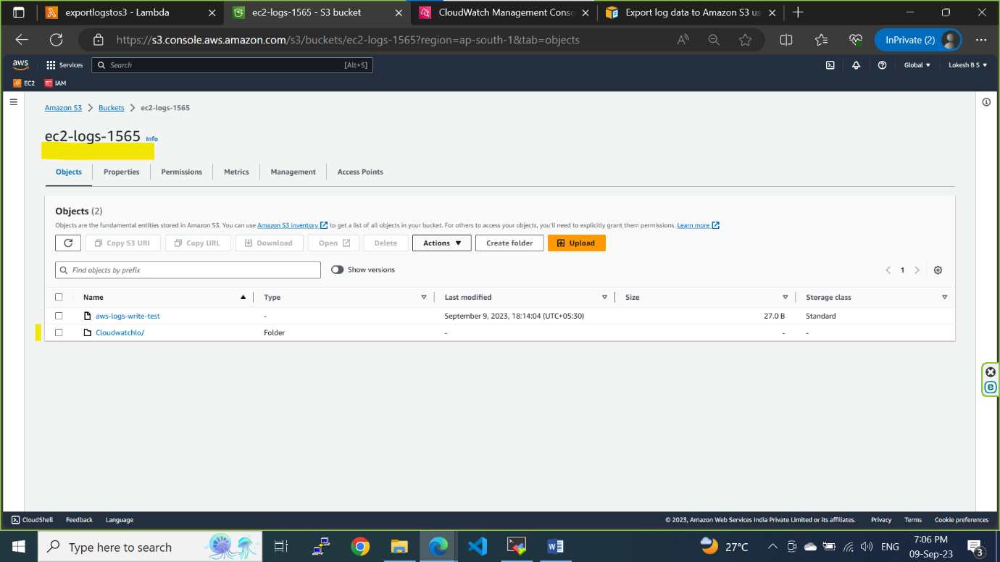 exportlogstos3 - Lambda
ec2-logs-1565 - S3 bucket
CloudWatch Management Conso
Export log data to Amazon S3 us
https://s3.console.aws.amazon.com/s3/buckets/ec2-logs-1565?region=ap-south-1&tab=objects
InPrivate (2)
aws
Services
Search
[Alt+S]
Global
Lokesh B S
EC2
IAM
Amazon S3
Buckets
ec2-logs-1565
ec2-logs-1565
Info
Objects
Properties
Permissions
Metrics
Management
Access Points
Objects (2)
Objects are the fundamental entities stored in Amazon S3. You can use Amazon S3 inventory to get a list of all objects in your bucket. For others to access your objects, you'll need to explicitly grant them permissions. Learn more
Copy S3 URI
Copy URL
Download
Open
Delete
Actions
Create folder
Upload
Find objects by prefix
Show versions
1
Name
Type
Last modified
Size
Storage class
aws-logs-write-test
-
September 9, 2023, 18:14:04 (UTC+05:30)
27.0 B
Standard
Cloudwatchlo/
Folder
-
-
-
CloudShell
Feedback
Language
© 2023, Amazon Web Services India Private Limited or its affiliates.
Privacy
Terms
Cookie preferences
Type here to search
27°C
ENG
7:06 PM
09-Sep-23
3